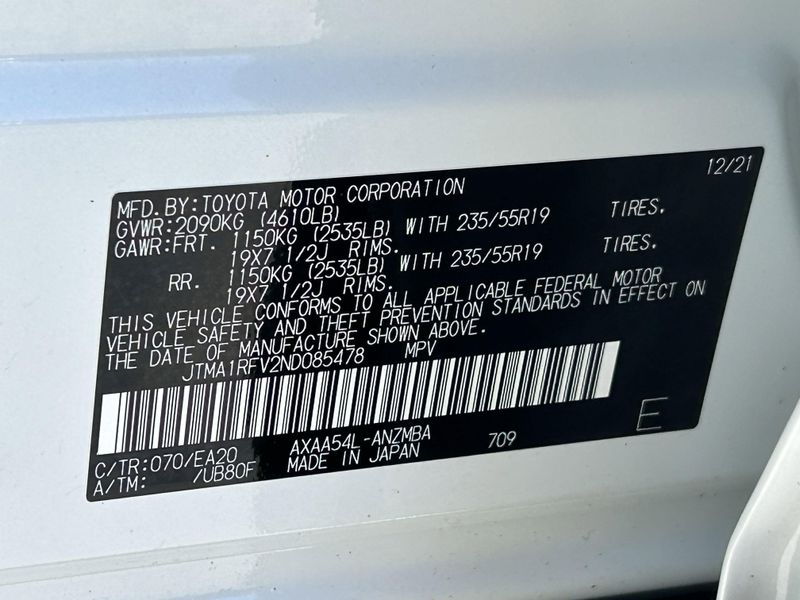 12/21
MFD. BY: TOYOTA MOTOR CORPORATION
GVWR: 2090KG (4610LB)
GAWR: FRT. 1150KG (2535LB) WITH 235/55R19 TIRES.
19X7 1/2J RIMS.
RR. 1150KG (2535LB) WITH 235/55R19 TIRES.
19X7 1/2J RIMS.
THIS VEHICLE CONFORMS TO ALL APPLICABLE FEDERAL MOTOR
VEHICLE SAFETY AND THEFT PREVENTION STANDARDS IN EFFECT ON
THE DATE OF MANUFACTURE SHOWN ABOVE.
JTMA1RFV2ND085478 MPV
C/TR: 070/EA20 AXAA54L-ANZMBA 709 E
A/TM: /UB80F MADE IN JAPAN